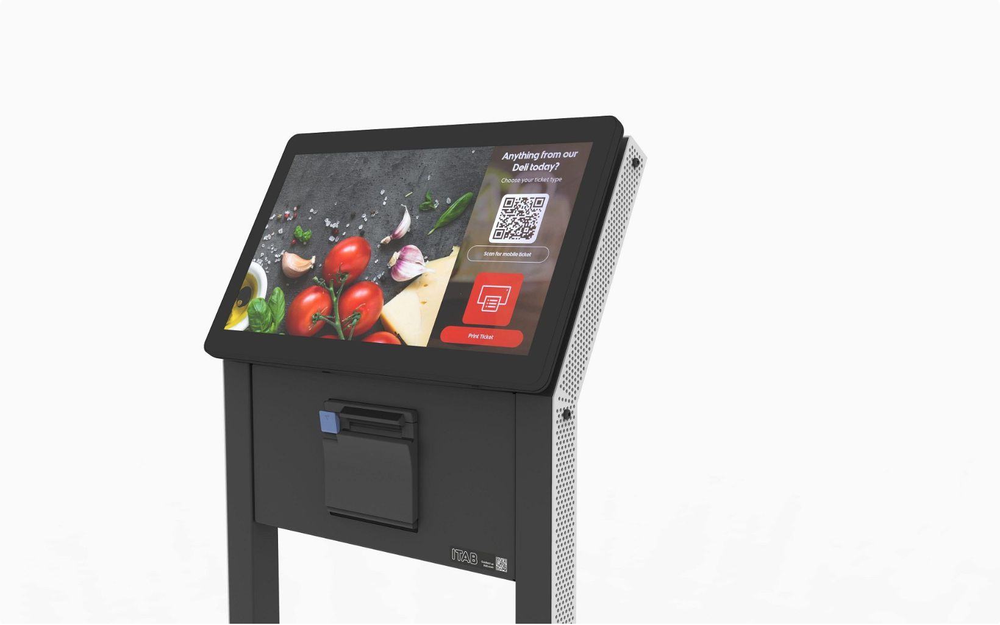 Anything from our
Deli today?
Choose your ticket type
Scan for mobile ticket
Print Ticket
ITAB